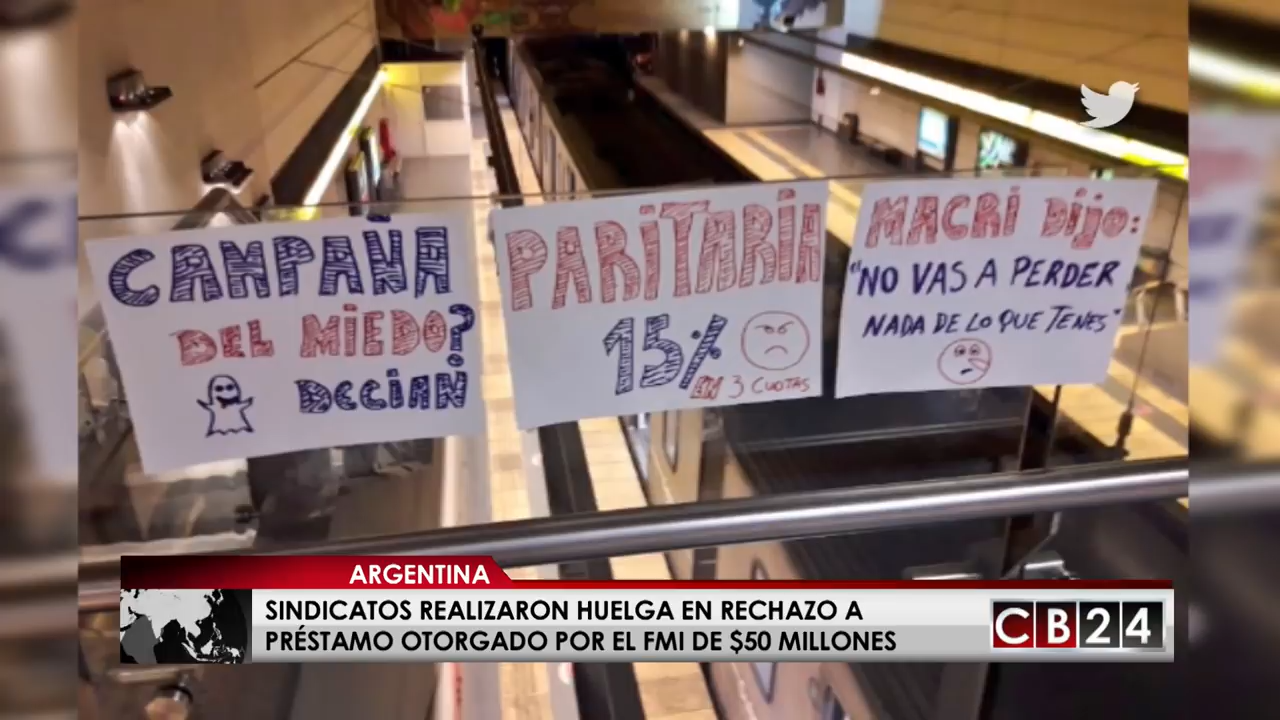 CAMPAÑA
DEL MIEDO?
DECIAN
PARITARIA
15%
EN 3 CUOTAS
MACRI DIJO:
"NO VAS A PERDER
NADA DE LO QUE TENES"
ARGENTINA
SINDICATOS REALIZARON HUELGA EN RECHAZO A
PRÉSTAMO OTORGADO POR EL FMI DE $50 MILLONES
CB24